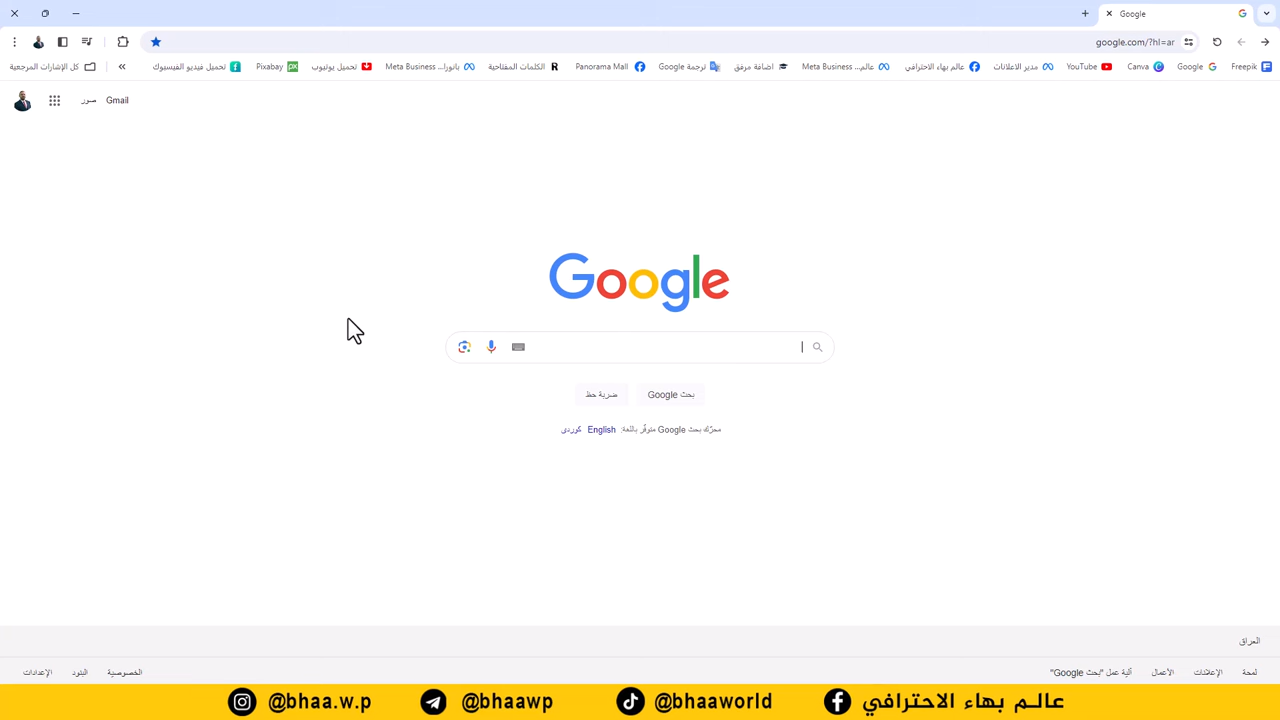 Google
google.com/?hl=ar
Freepik Google Canva YouTube مدير الاعلانات عالم بهاء الاحترافي Meta Business ...عالم اضافة مرفق ترجمة Google Panorama Mall الكلمات المفتاحية Meta Business ...بانورا تحميل يوتيوب Pixabay تحميل فيديو الفيسبوك » كل الإشارات المرجعية
Gmail صور
Google
بحث Google ضربة حظ
محرّك بحث Google متوفّر باللغة: English کوردی
العراق
لمحة الإعلانات الأعمال آلية عمل "بحث Google" الخصوصية البنود الإعدادات
@bhaa.w.p @bhaawp @bhaaworld عالـم بهاء الاحترافي